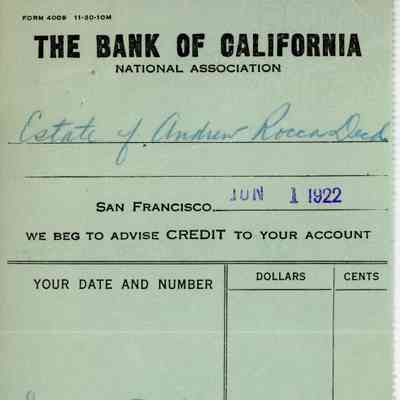 FORM 4009 11-30-10M
THE BANK OF CALIFORNIA
NATIONAL ASSOCIATION
Estate of Andrew Rocca Decd
SAN FRANCISCO JUN 1 1922
WE BEG TO ADVISE CREDIT TO YOUR ACCOUNT
YOUR DATE AND NUMBER DOLLARS CENTS